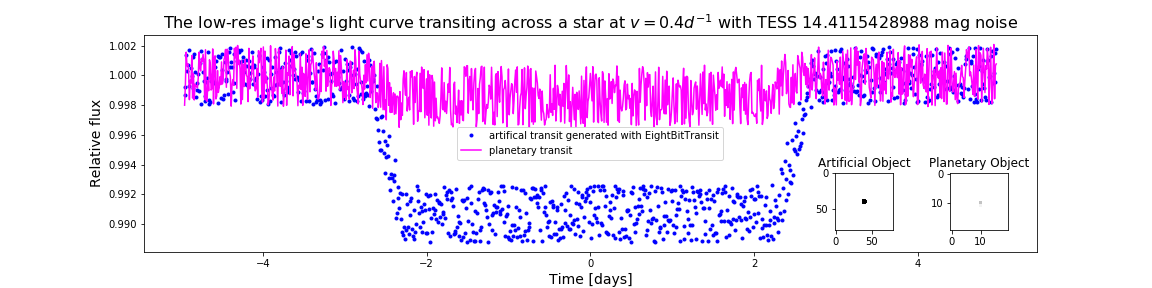 The low-res image's light curve transiting across a star at v = 0.4d⁻¹ with TESS 14.4115428988 mag noise
1.002
1.000
0.998
0.996
0.994
0.992
0.990
Relative flux
artifical transit generated with EightBitTransit
planetary transit
Artificial Object
Planetary Object
0
50
0
50
0
10
0
10
−4
−2
0
2
4
Time [days]